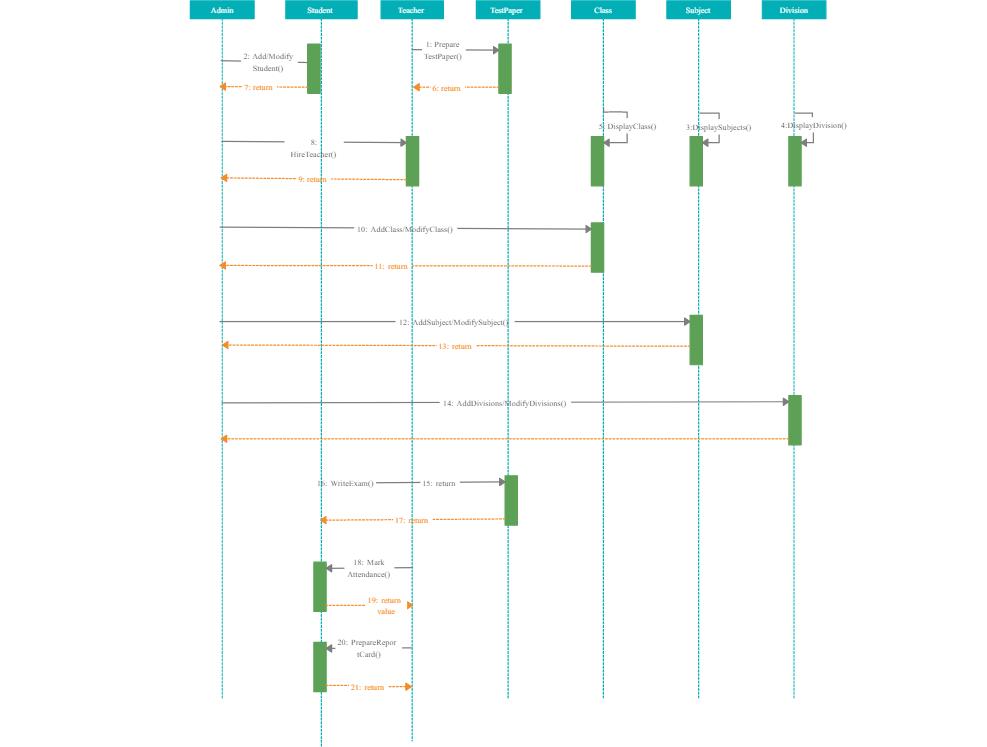 Admin
Student
Teacher
TestPaper
Class
Subject
Division
1: Prepare
TestPaper()
2: Add/Modify
Student()
7: return
6: return
5: DisplayClass()
3:DisplaySubjects()
4:DisplayDivision()
8:
HireTeacher()
9: return
10: AddClass/ModifyClass()
11: return
12: AddSubject/ModifySubject()
13: return
14: AddDivisions/ModifyDivisions()
16: WriteExam()
15: return
17: return
18: Mark
Attendance()
19: return
value
20: PrepareRepor
tCard()
21: return